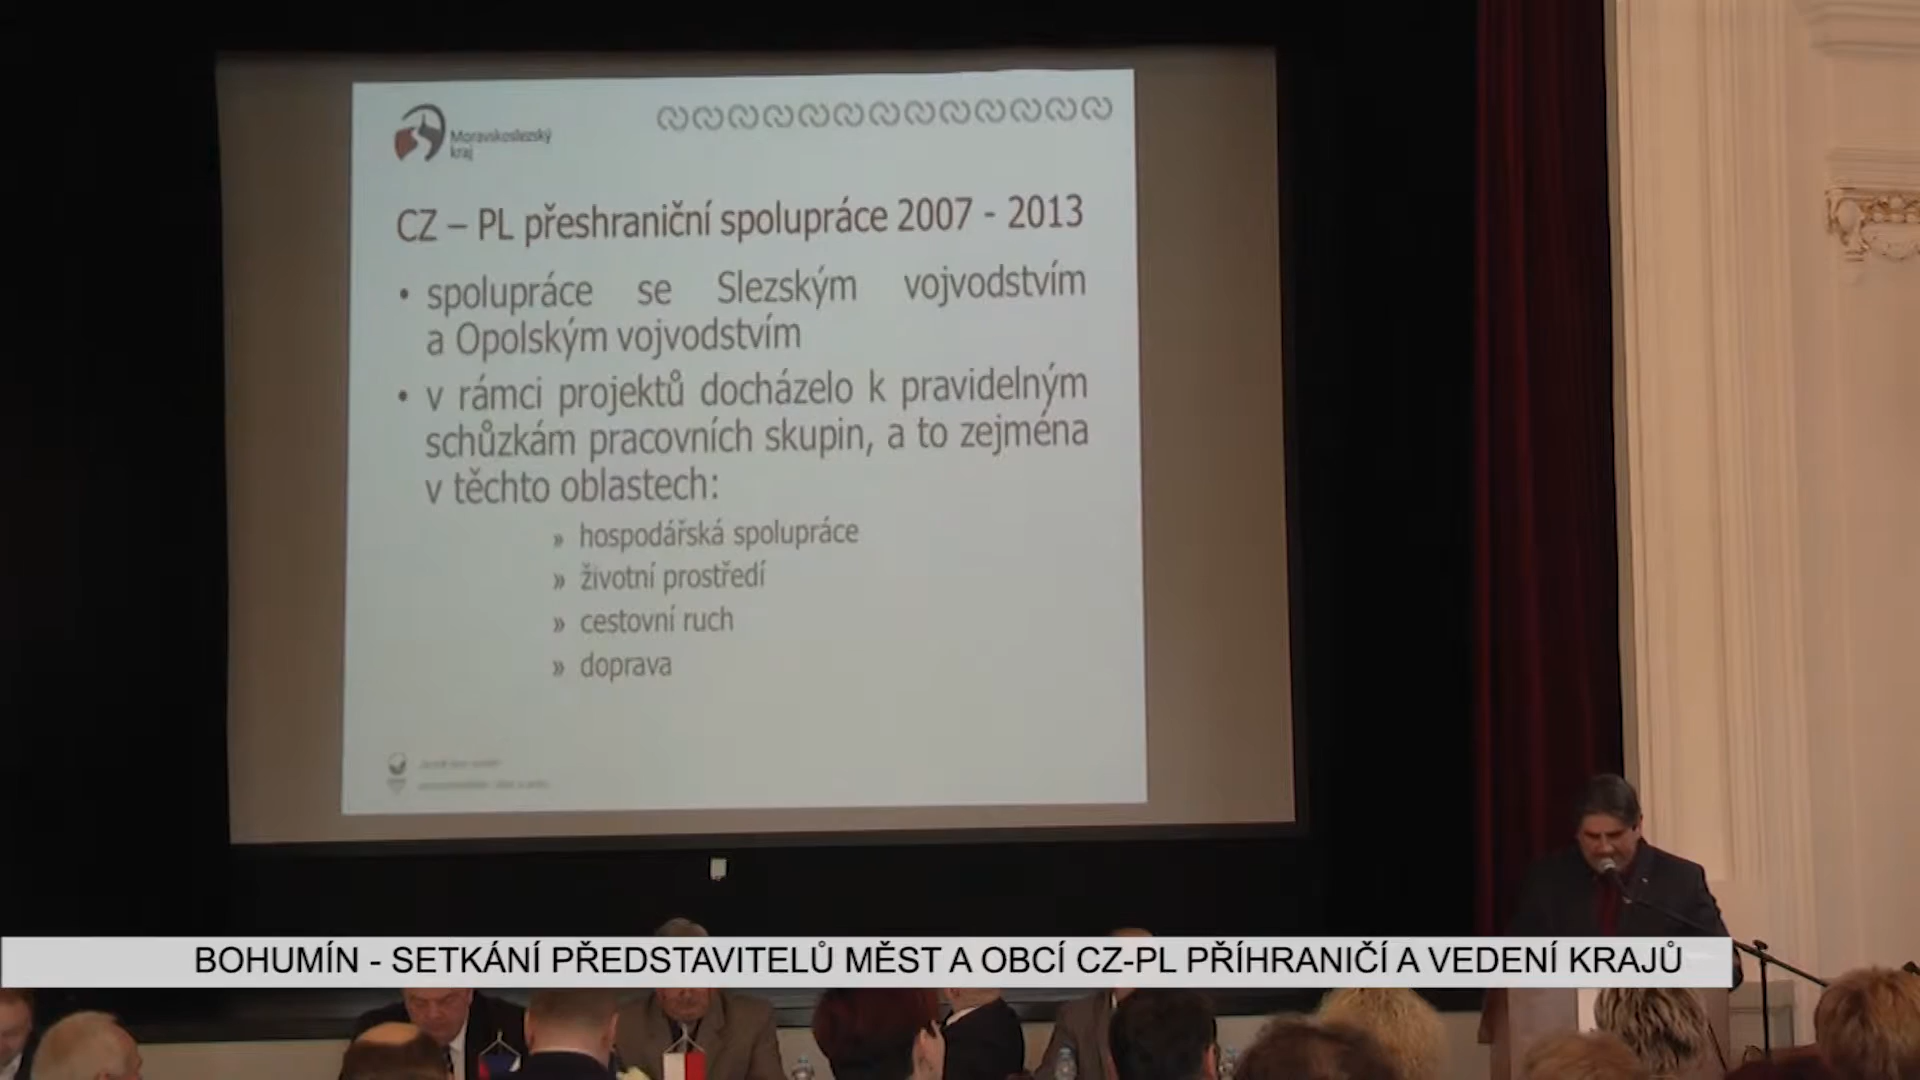 Moravskoslezský
kraj
CZ – PL přeshraniční spolupráce 2007 - 2013
• spolupráce se Slezským vojvodstvím
a Opolským vojvodstvím
• v rámci projektů docházelo k pravidelným
schůzkám pracovních skupin, a to zejména
v těchto oblastech:
» hospodářská spolupráce
» životní prostředí
» cestovní ruch
» doprava
BOHUMÍN - SETKÁNÍ PŘEDSTAVITELŮ MĚST A OBCÍ CZ-PL PŘÍHRANIČÍ A VEDENÍ KRAJŮ